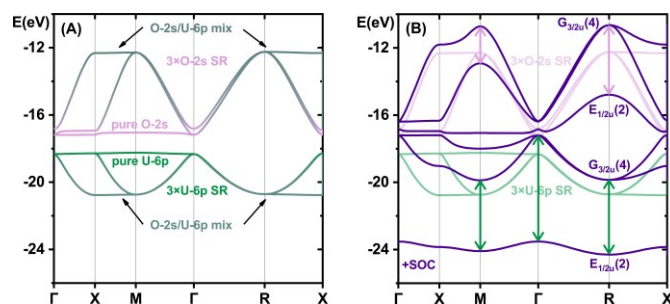 E(eV)
(A)
O-2s/U-6p mix
3×O-2s SR
pure O-2s
pure U-6p
3×U-6p SR
O-2s/U-6p mix
-12
-16
-20
-24
Γ X M Γ R X
E(eV)
(B)
G3/2u(4)
3×O-2s SR
E1/2u(2)
G3/2u(4)
3×U-6p SR
+SOC
E1/2u(2)
-12
-16
-20
-24
Γ X M Γ R X